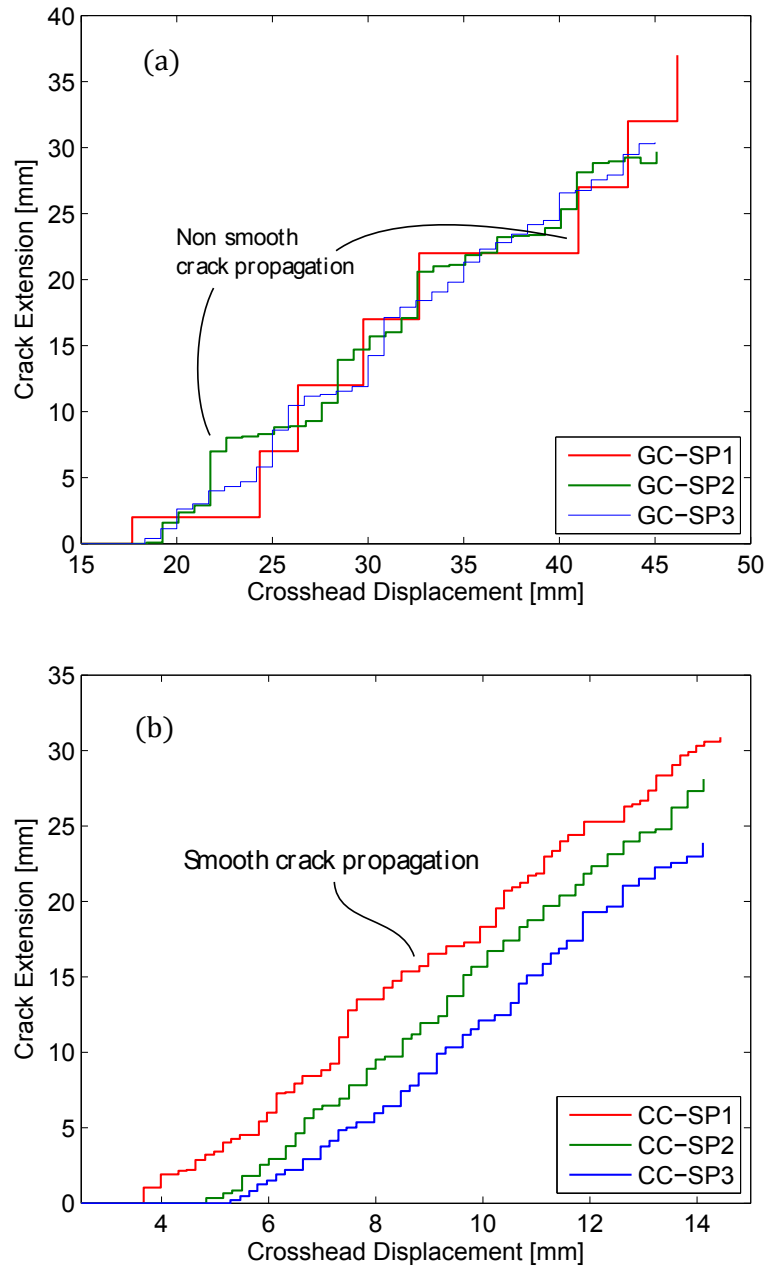 40
35
30
25
20
15
10
5
0
Crack Extension [mm]
(a)
Non smooth
crack propagation
GC−SP1
GC−SP2
GC−SP3
15 20 25 30 35 40 45 50
Crosshead Displacement [mm]
35
30
25
20
15
10
5
0
Crack Extension [mm]
(b)
Smooth crack propagation
CC−SP1
CC−SP2
CC−SP3
4 6 8 10 12 14
Crosshead Displacement [mm]